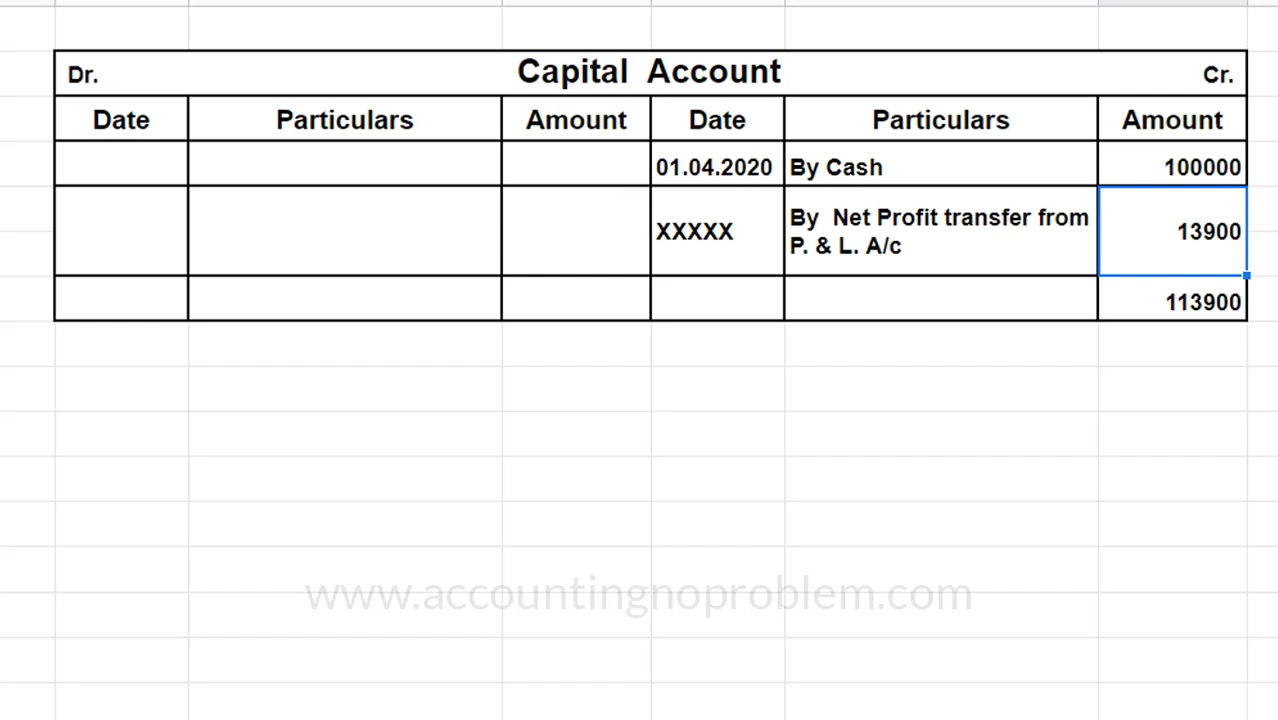 Dr. Capital Account Cr.
Date Particulars Amount Date Particulars Amount
01.04.2020 By Cash 100000
XXXXX By Net Profit transfer from P. & L. A/c 13900
113900
www.accountingnoproblem.com